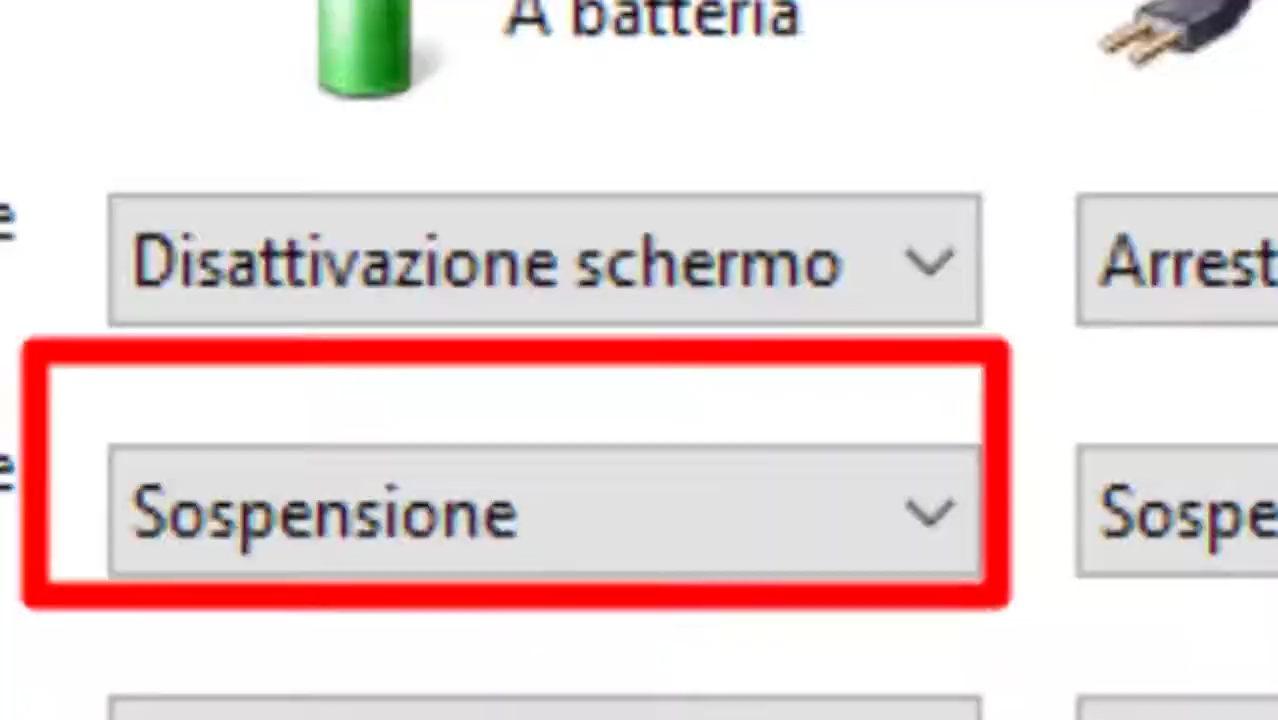 A batteria
Disattivazione schermo
Arrest
Sospensione
Sospe